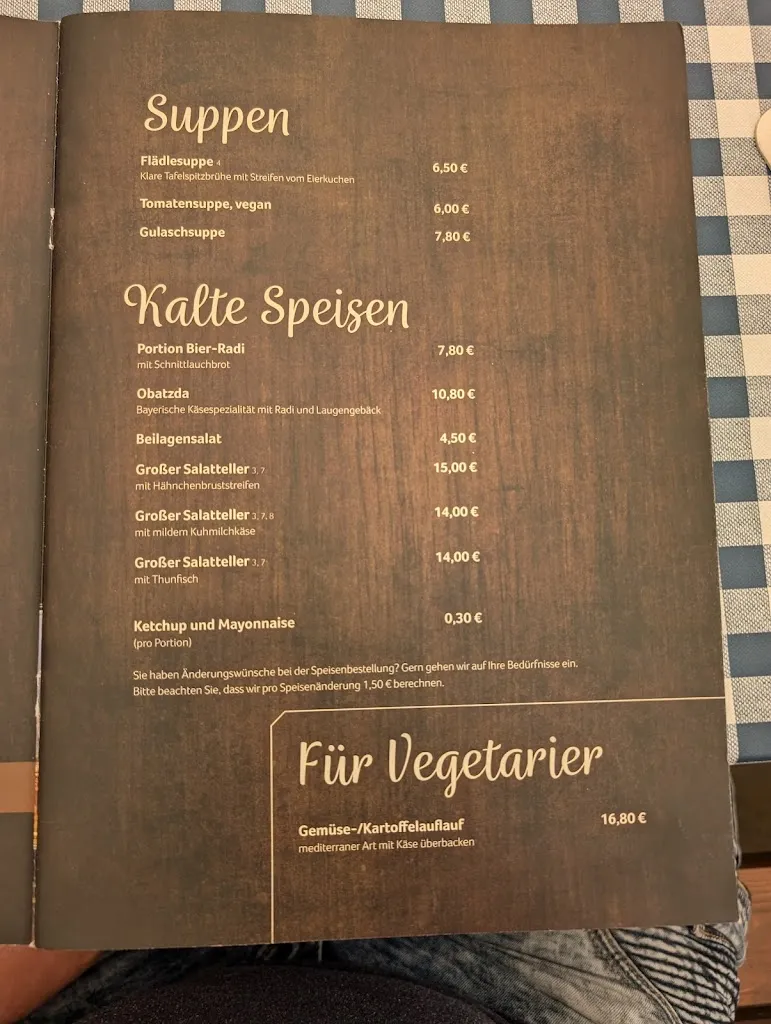 Suppen
Flädlesuppe 4 6,50 €
Klare Tafelspitzbrühe mit Streifen vom Eierkuchen
Tomatensuppe, vegan 6,00 €
Gulaschsuppe 7,80 €
Kalte Speisen
Portion Bier-Radi 7,80 €
mit Schnittlauchbrot
Obatzda 10,80 €
Bayerische Käsespezialität mit Radi und Laugengebäck
Beilagensalat 4,50 €
Großer Salatteller 3, 7 15,00 €
mit Hähnchenbruststreifen
Großer Salatteller 3, 7, 8 14,00 €
mit mildem Kuhmilchkäse
Großer Salatteller 3, 7 14,00 €
mit Thunfisch
Ketchup und Mayonnaise 0,30 €
(pro Portion)
Sie haben Änderungswünsche bei der Speisenbestellung? Gern gehen wir auf Ihre Bedürfnisse ein.
Bitte beachten Sie, dass wir pro Speisenänderung 1,50 € berechnen.
Für Vegetarier
Gemüse-/Kartoffelauflauf 16,80 €
mediterraner Art mit Käse überbacken